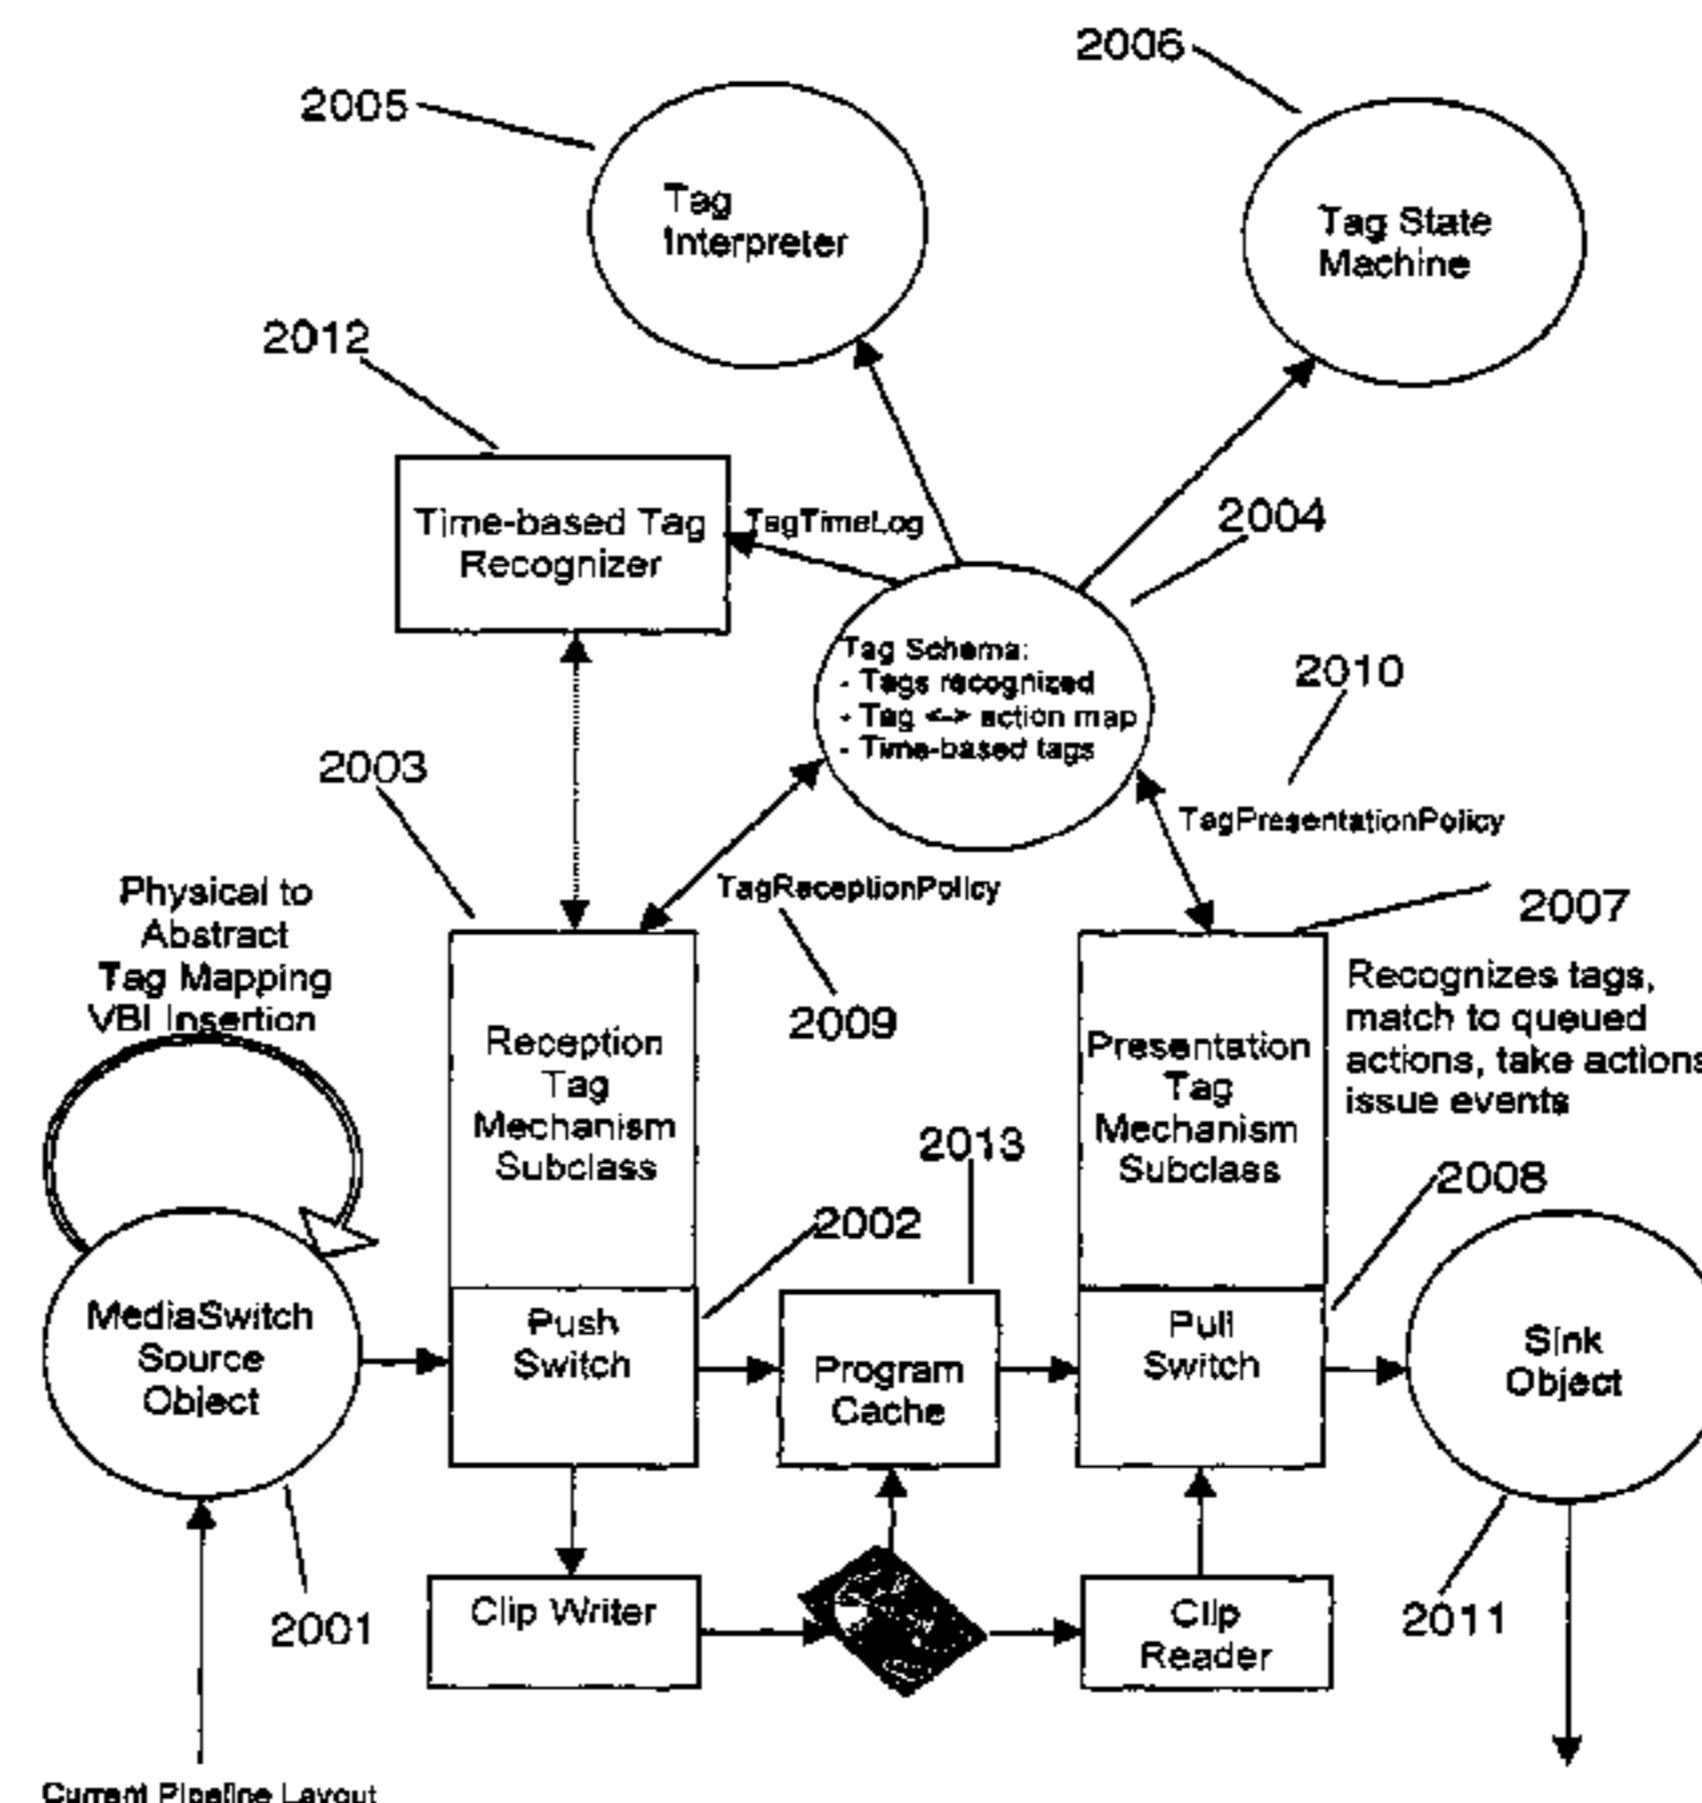 2006
2005
Tag
Interpreter
Tag State
Machine
2012
Time-based Tag
Recognizer
TagTimeLog
2004
Tag Schema:
- Tags recognized
- Tag <-> action map
- Time-based tags
2010
2003
TagPresentationPolicy
TagReceptionPolicy
2009
2007
Physical to
Abstract
Tag Mapping
VBI Insertion
Recognizes tags,
match to queued
actions, take actions
issue events
Reception
Tag
Mechanism
Subclass
Presentation
Tag
Mechanism
Subclass
2013
2002
2008
MediaSwitch
Source
Object
Push
Switch
Program
Cache
Pull
Switch
Sink
Object
2001
Clip Writer
Clip
Reader
2011
Current Pipeline Layout